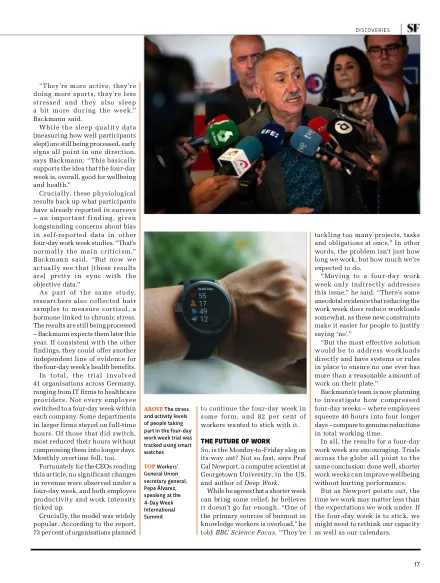 DISCOVERIES
SF
"They're more active, they're
doing more sports, they're less
stressed and they also sleep
a bit more during the week,"
Backmann said.
While the sleep quality data
(measuring how well participants
slept) are still being processed, early
signs all point in one direction,
says Backmann: "This basically
supports the idea that the four-day
week is, overall, good for wellbeing
and health."
Crucially, these physiological
results back up what participants
have already reported in surveys
– an important finding, given
longstanding concerns about bias
in self-reported data in other
four-day work week studies. "That's
normally the main criticism,"
Backmann said. "But now we
actually see that [these results
are] pretty in sync with the
objective data."
As part of the same study,
researchers also collected hair
samples to measure cortisol, a
hormone linked to chronic stress.
The results are still being processed
– Backmann expects them later this
year. If consistent with the other
findings, they could offer another
independent line of evidence for
the four-day week's health benefits.
In total, the trial involved
41 organisations across Germany,
ranging from IT firms to healthcare
providers. Not every employee
switched to a four-day week within
each company. Some departments
in larger firms stayed on full-time
hours. Of those that did switch,
most reduced their hours without
compressing them into longer days.
Monthly overtime fell, too.
Fortunately for the CEOs reading
this article, no significant changes
in revenue were observed under a
four-day week, and both employee
productivity and work intensity
ticked up.
Crucially, the model was widely
popular. According to the report,
73 per cent of organisations planned
EFE:
55
17
49
12
ABOVE The stress
and activity levels
of people taking
part in the four-day
work week trial was
tracked using smart
watches
TOP Workers'
General Union
secretary general,
Pepe Álvarez,
speaking at the
4-Day Week
International
Summit
to continue the four-day week in
some form, and 82 per cent of
workers wanted to stick with it.
THE FUTURE OF WORK
So, is the Monday-to-Friday slog on
its way out? Not so fast, says Prof
Cal Newport, a computer scientist at
Georgetown University, in the US,
and author of Deep Work.
While he agrees that a shorter week
can bring some relief, he believes
it doesn't go far enough. "One of
the primary sources of burnout in
knowledge workers is overload," he
told BBC Science Focus. "They're
tackling too many projects, tasks
and obligations at once." In other
words, the problem isn't just how
long we work, but how much we're
expected to do.
"Moving to a four-day week
only indirectly addresses
this issue," he said. "There's some
anecdotal evidence that reducing the
work week does reduce workloads
somewhat, as these new constraints
make it easier for people to justify
saying 'no'."
"But the most effective solution
would be to address workloads
directly and have systems or rules
in place to ensure no one ever has
more than a reasonable amount of
work on their plate."
Backmann's team is now planning
to investigate how compressed
four-day weeks – where employees
squeeze 40 hours into four longer
days – compare to genuine reductions
in total working time.
In all, the results for a four-day
work week are encouraging. Trials
across the globe all point to the
same conclusion: done well, shorter
work weeks can improve wellbeing
without hurting performance.
But as Newport points out, the
time we work may matter less than
the expectations we work under. If
the four-day week is to stick, we
might need to rethink our capacity
as well as our calendars.
17